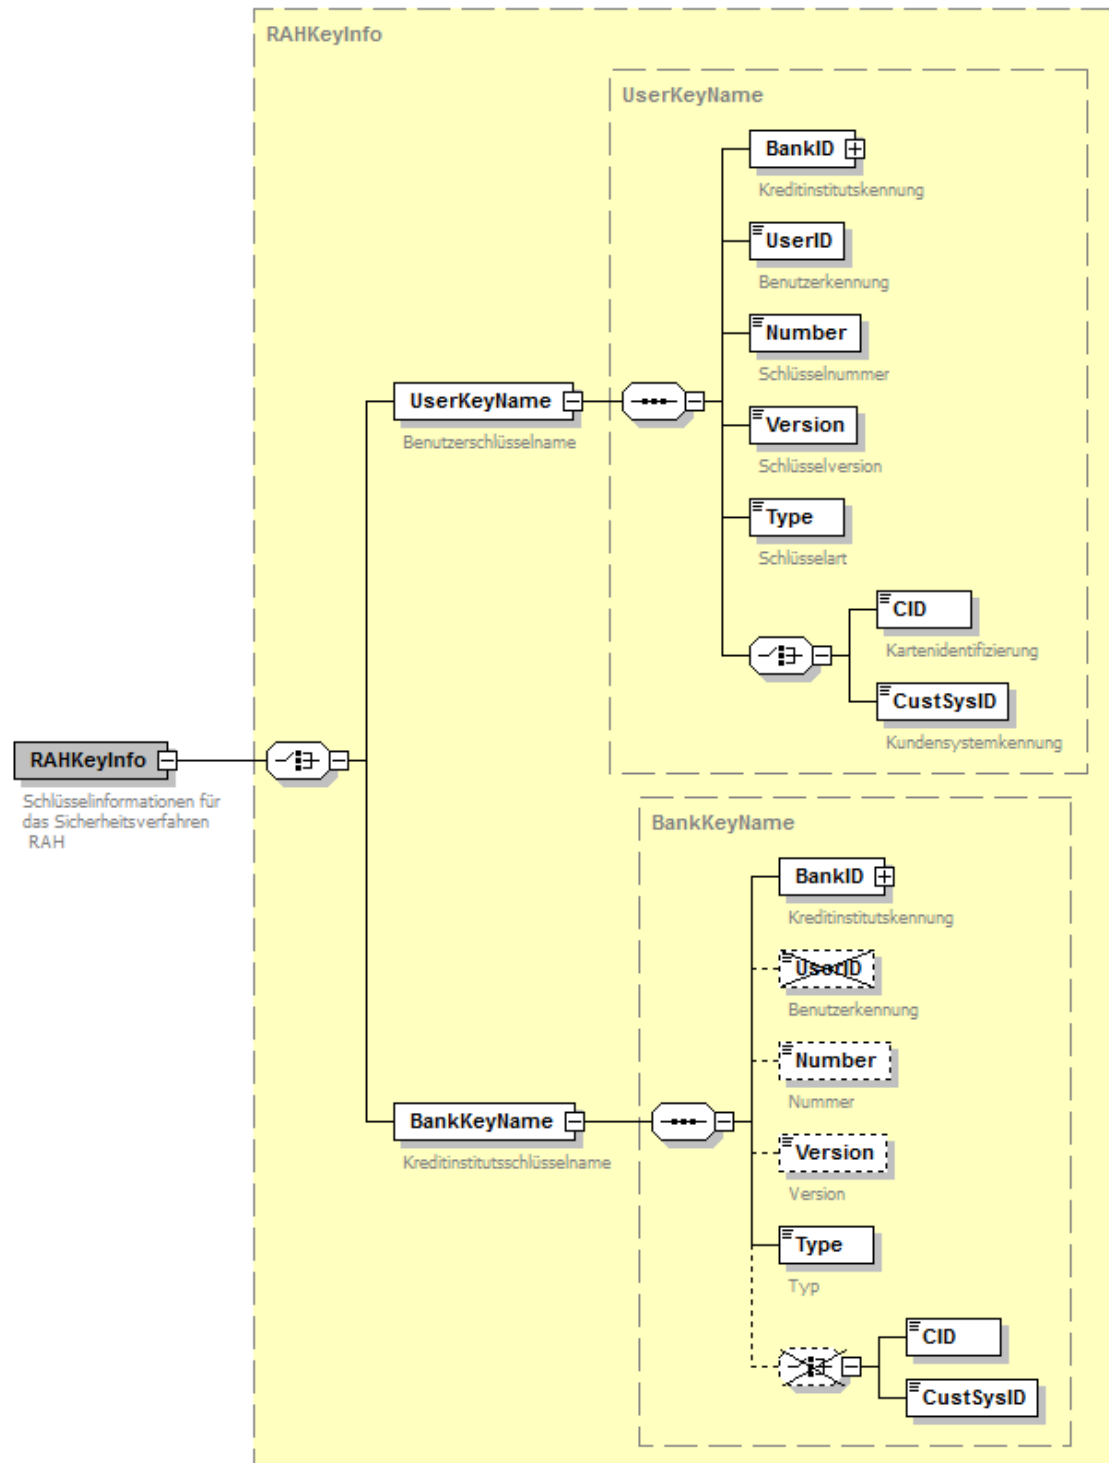 RAHKeyInfo
UserKeyName
BankID
Kreditinstitutskennung
UserID
Benutzerkennung
Number
Schlüsselnummer
UserKeyName
Benutzerschlüsselname
Version
Schlüsselversion
Type
Schlüsselart
CID
Kartenidentifizierung
CustSysID
Kundensystemkennung
RAHKeyInfo
Schlüsselinformationen für
das Sicherheitsverfahren
RAH
BankKeyName
BankID
Kreditinstitutskennung
UserID
Benutzerkennung
Number
Nummer
BankKeyName
Kreditinstitutsschlüsselname
Version
Version
Type
Typ
CID
CustSysID